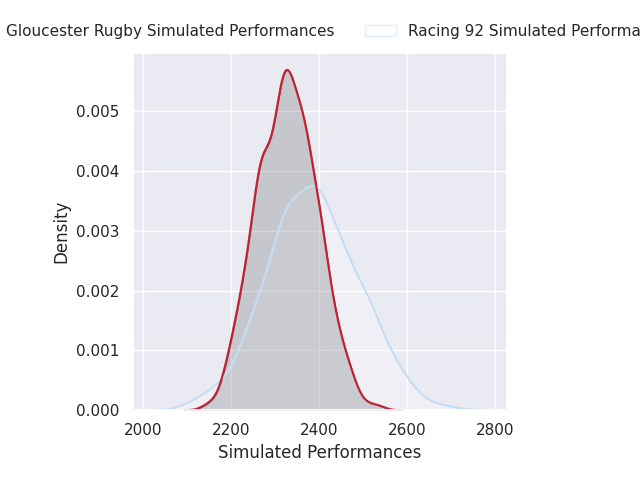 Gloucester Rugby Simulated Performances
Racing 92 Simulated Performa
0.005
0.004
0.003
0.002
0.001
0.000
Density
2000
2200
2400
2600
2800
Simulated Performances